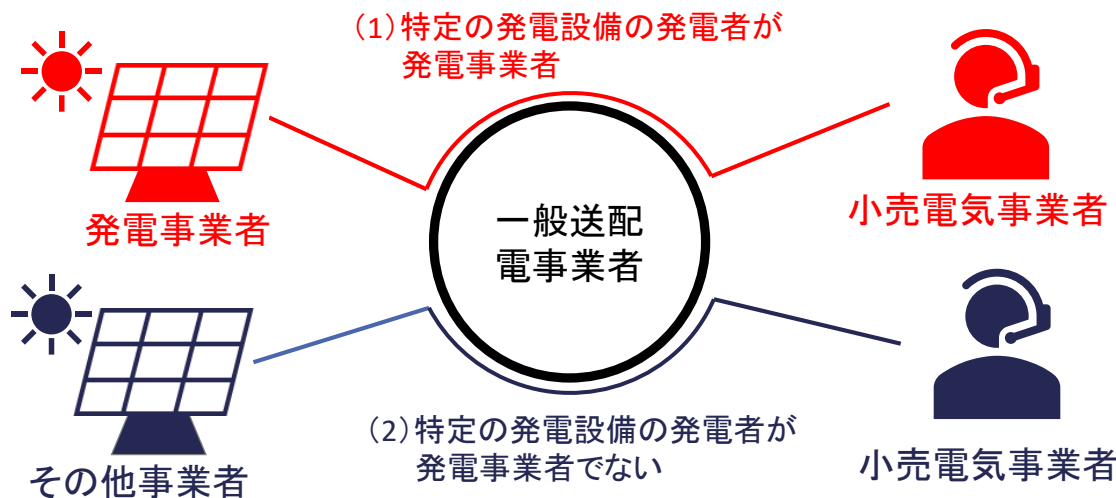 (1)特定の発電設備の発電者が
発電事業者
発電事業者
小売電気事業者
一般送配
電事業者
(2)特定の発電設備の発電者が
発電事業者でない
その他事業者
小売電気事業者